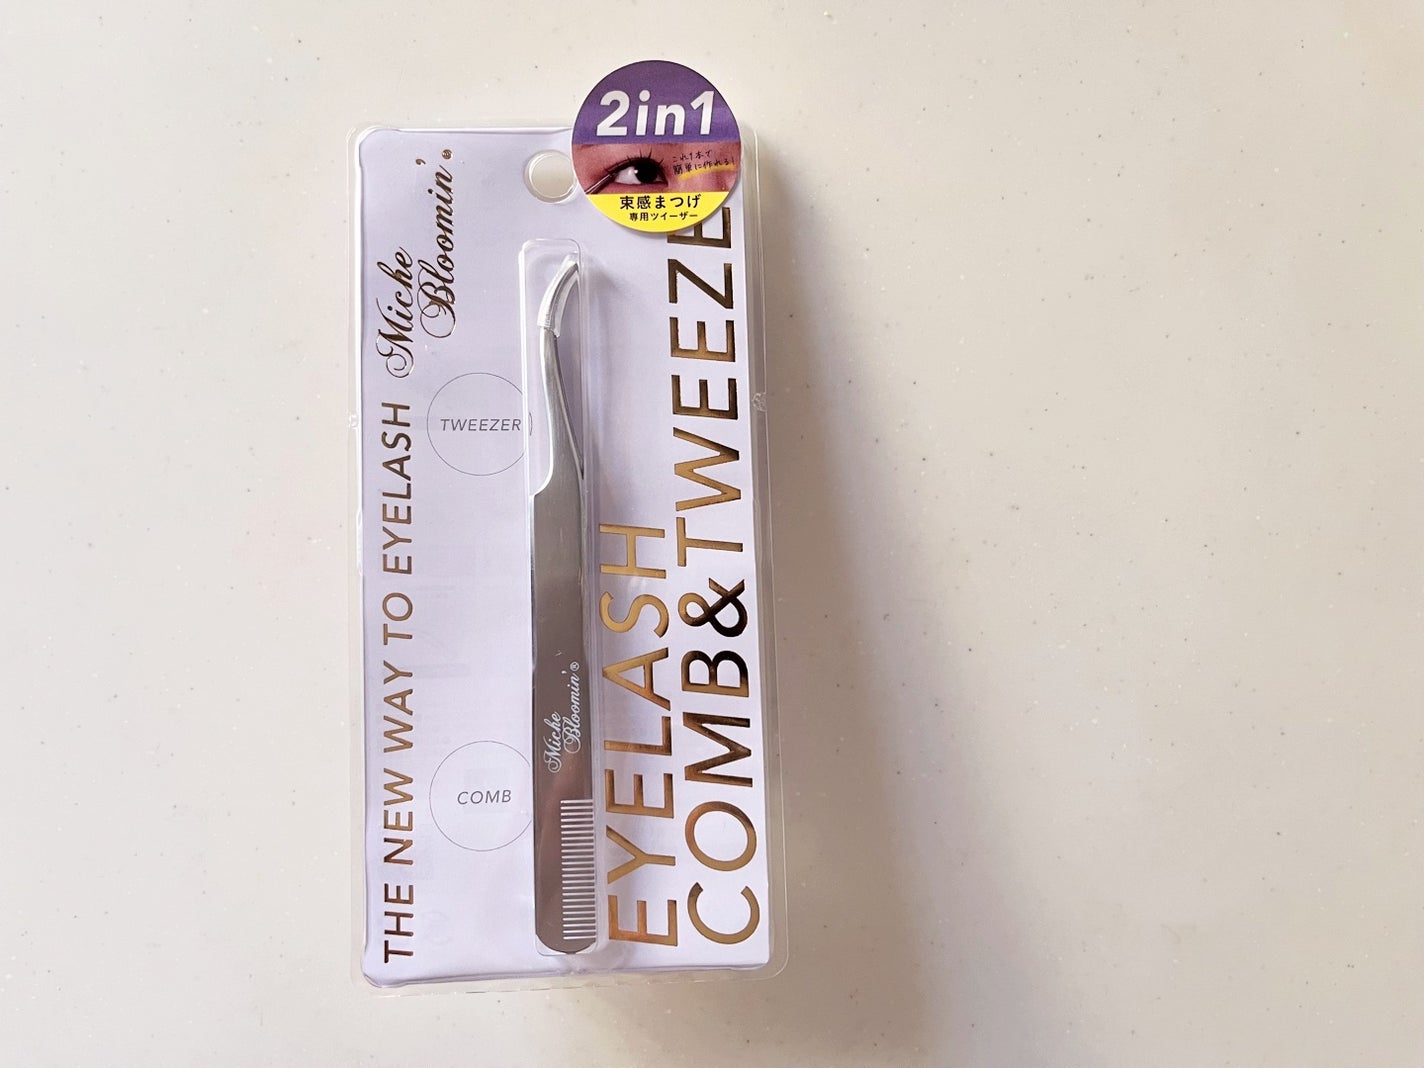 2in1
これ1本で
簡単に作れる!
束感まつげ
専用ツイーザー
THE NEW WAY TO EYELASH
Miche
Bloomin'®
TWEEZER
COMB
Miche
Bloomin'®
EYELASH
COMB&TWEEZE